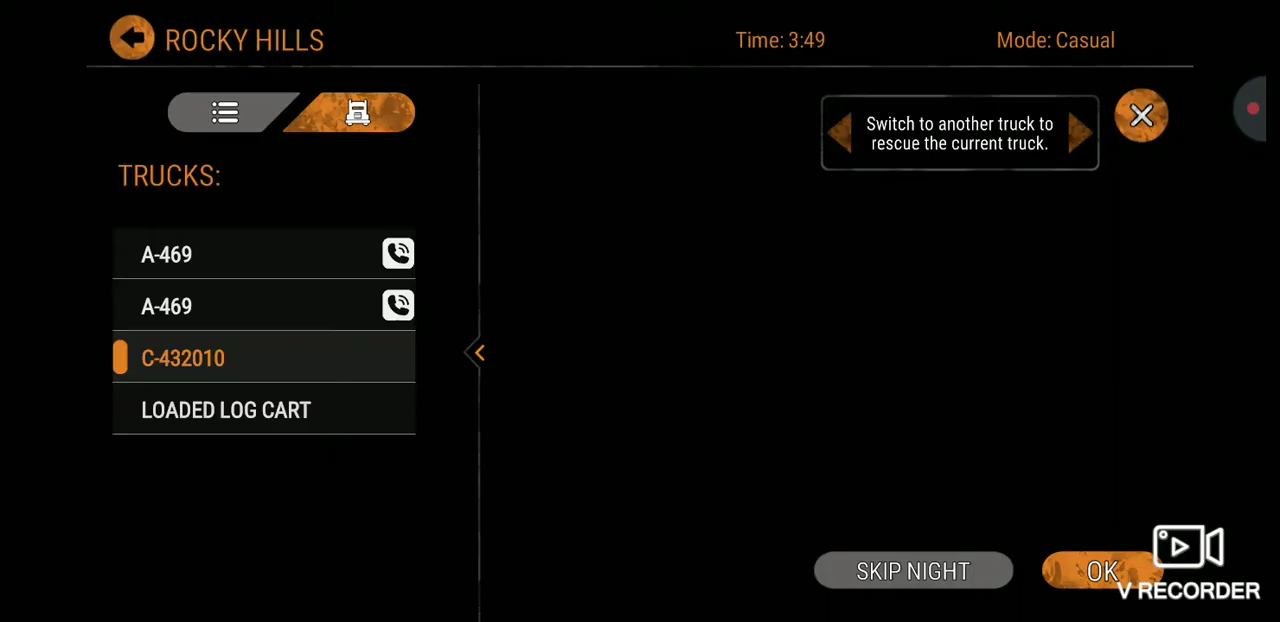 ROCKY HILLS
Time: 3:49
Mode: Casual
Switch to another truck to
rescue the current truck.
TRUCKS:
A-469
A-469
C-432010
LOADED LOG CART
SKIP NIGHT
OK
V RECORDER